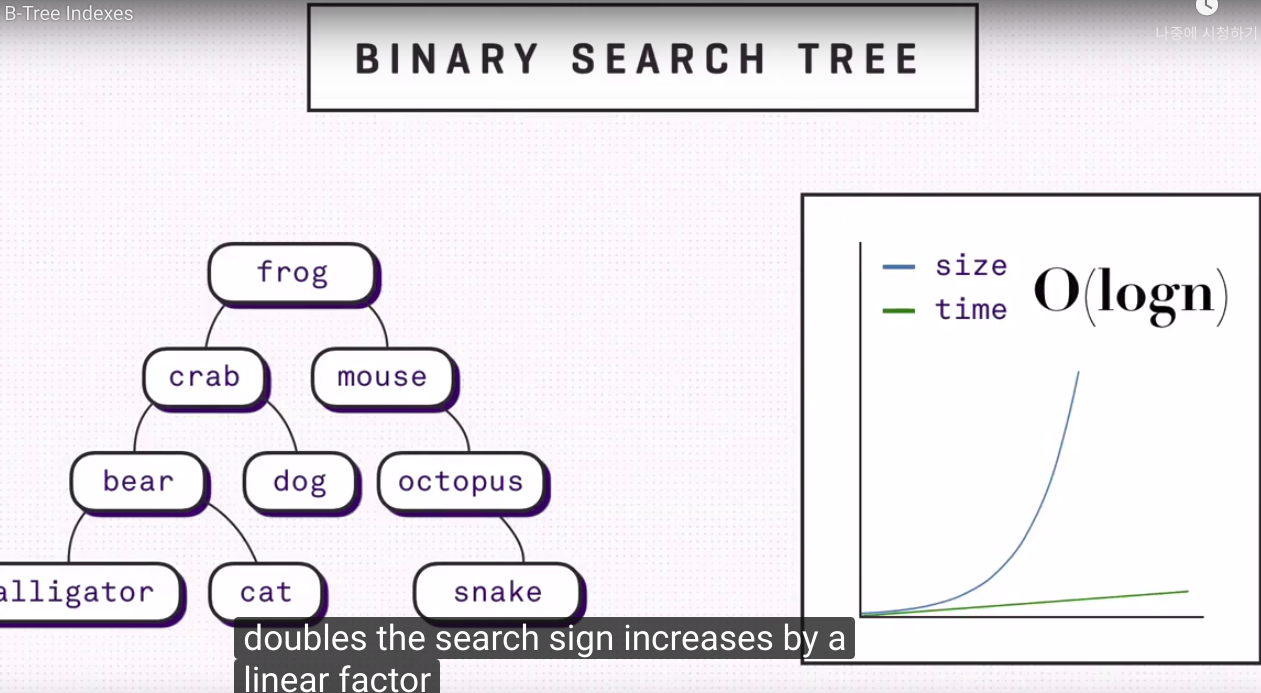 B-Tree Indexes
나중에 시청하기
BINARY SEARCH TREE
frog
crab
mouse
bear
dog
octopus
alligator
cat
snake
size
time
O(logn)
doubles the search sign increases by a
linear factor